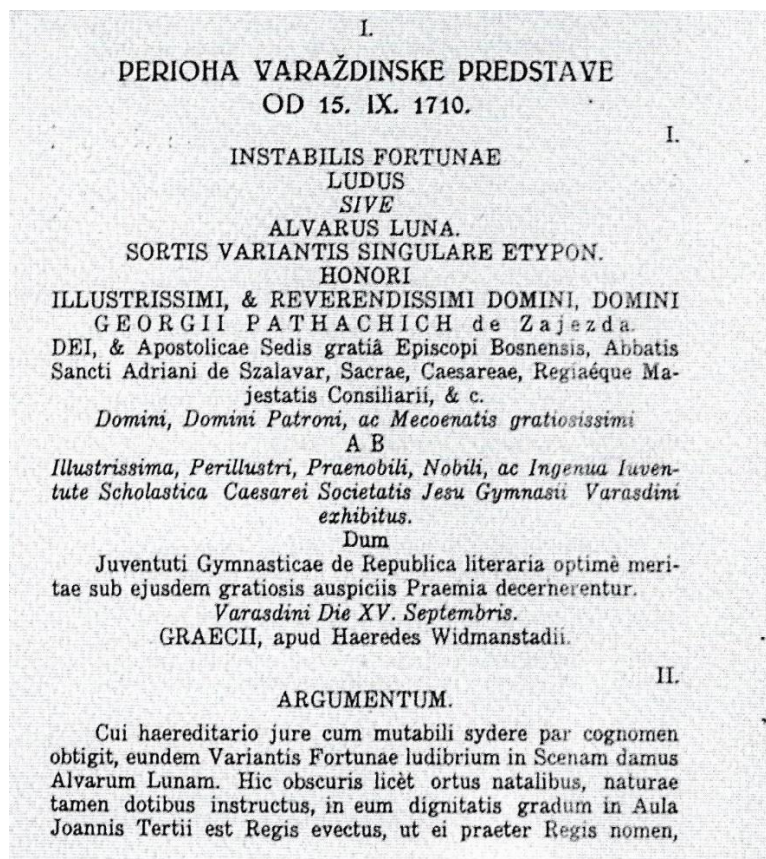 I.
PERIOHA VARAŽDINSKE PREDSTAVE
OD 15. IX. 1710.
I.
INSTABILIS FORTUNAE
LUDUS
SIVE
ALVARUS LUNA.
SORTIS VARIANTIS SINGULARE ETYPON.
HONORI
ILLUSTRISSIMI, & REVERENDISSIMI DOMINI, DOMINI
GEORGII PATHACHICH de Zajezda.
DEI, & Apostolicae Sedis gratiâ Episcopi Bosnensis, Abbatis
Sancti Adriani de Szalavar, Sacrae, Caesareae, Regiaéque Ma-
jestatis Consiliarii, & c.
Domini, Domini Patroni, ac Mecoenatis gratiosissimi
A B
Illustrissima, Perillustri, Praenobili, Nobili, ac Ingenua Iuven-
tute Scholastica Caesarei Societatis Jesu Gymnasii Varasdini
exhibitus.
Dum
Juventuti Gymnasticae de Republica literaria optimè meri-
tae sub ejusdem gratiosis auspiciis Praemia decernerentur.
Varasdini Die XV. Septembris.
GRAECII, apud Haeredes Widmanstadii.
II.
ARGUMENTUM.
Cui haereditario jure cum mutabili sydere par cognomen
obtigit, eundem Variantis Fortunae ludibrium in Scenam damus
Alvarum Lunam. Hic obscuris licèt ortus natalibus, naturae
tamen dotibus instructus, in eum dignitatis gradum in Aula
Joannis Tertii est Regis evectus, ut ei praeter Regis nomen,